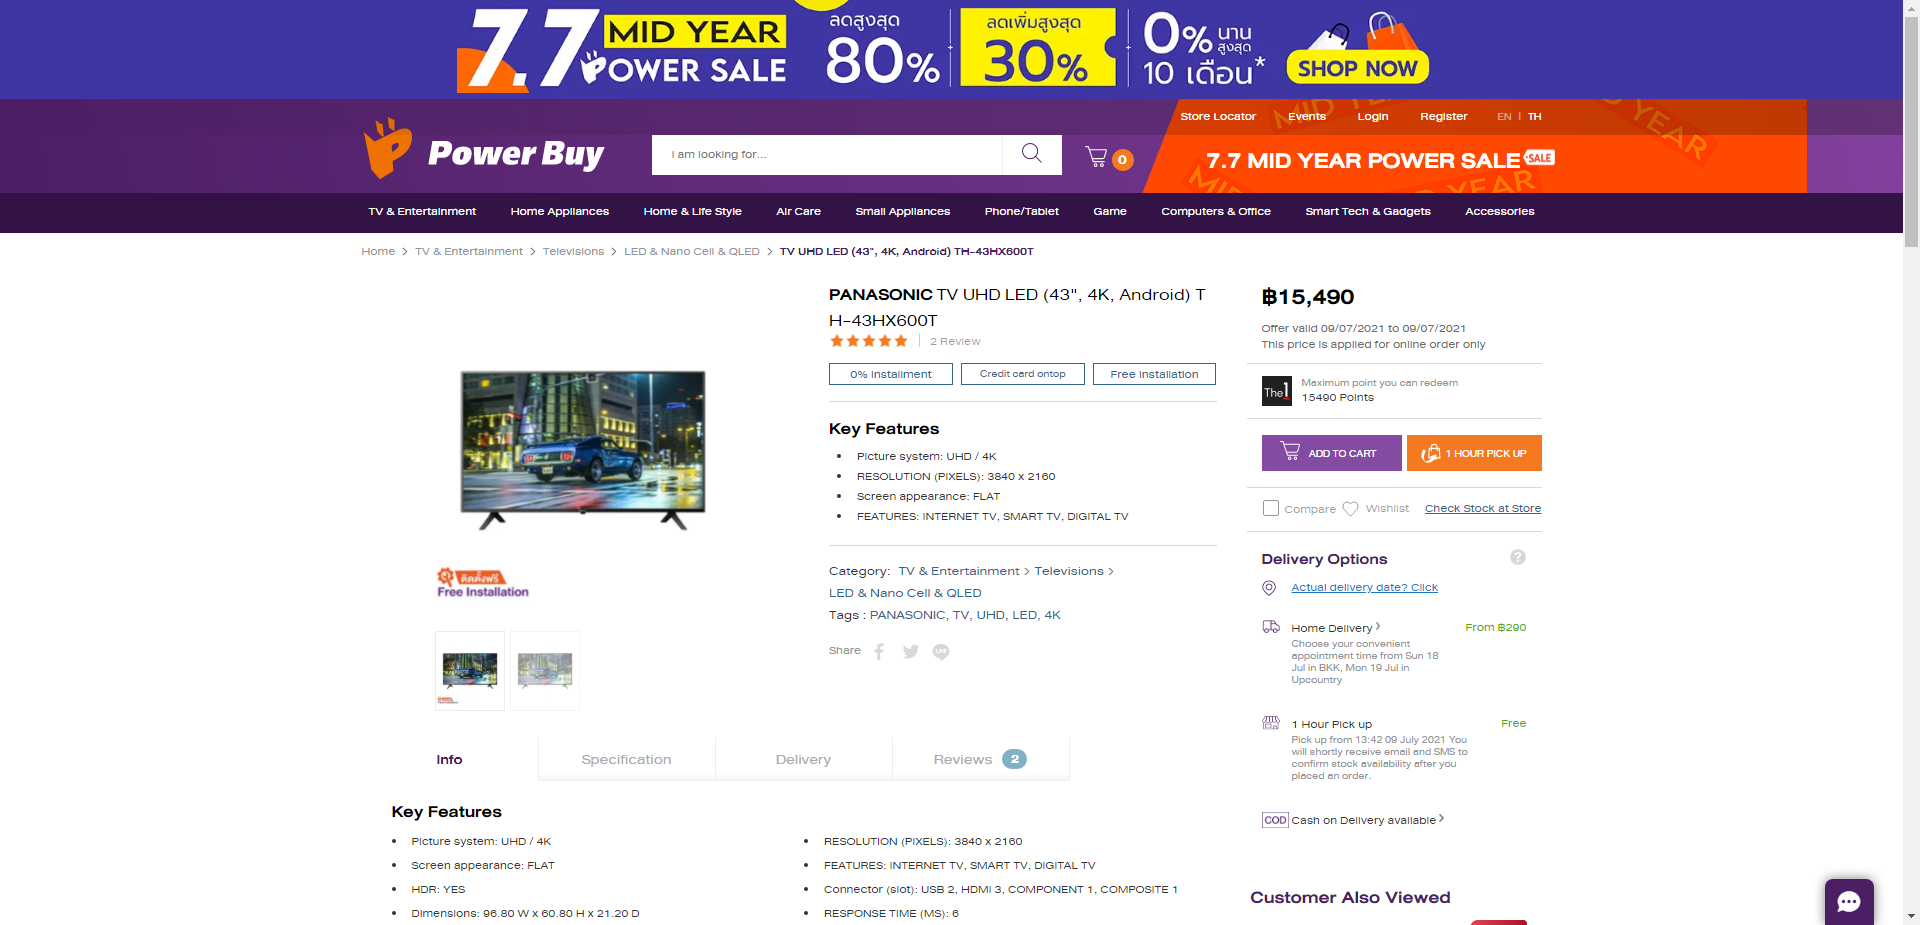 7.7 MID YEAR POWER SALE
ลดสูงสุด 80%
ลดเพิ่มสูงสุด 30%
0% นานสูงสุด 10 เดือน*
SHOP NOW
Store Locator Events Login Register EN | TH
Power Buy
I am looking for...
0
7.7 MID YEAR POWER SALE SALE
TV & Entertainment Home Appliances Home & Life Style Air Care Small Appliances Phone/Tablet Game Computers & Office Smart Tech & Gadgets Accessories
Home > TV & Entertainment > Televisions > LED & Nano Cell & QLED > TV UHD LED (43", 4K, Android) TH-43HX600T
PANASONIC TV UHD LED (43", 4K, Android) T
H-43HX600T
2 Review
0% Installment Credit card ontop Free Installation
Key Features
Picture system: UHD / 4K
RESOLUTION (PIXELS): 3840 x 2160
Screen appearance: FLAT
FEATURES: INTERNET TV, SMART TV, DIGITAL TV
Category: TV & Entertainment > Televisions >
LED & Nano Cell & QLED
Tags : PANASONIC, TV, UHD, LED, 4K
Share
ติดตั้งฟรี
Free Installation
฿15,490
Offer valid 09/07/2021 to 09/07/2021
This price is applied for online order only
The1
Maximum point you can redeem
15490 Points
ADD TO CART
1 HOUR PICK UP
Compare Wishlist Check Stock at Store
Delivery Options ?
Actual delivery date? Click
Home Delivery > From ฿290
Choose your convenient
appointment time from Sun 18
Jul in BKK, Mon 19 Jul in
Upcountry
1 Hour Pick up Free
Pick up from 13:42 09 July 2021 You
will shortly receive email and SMS to
confirm stock availability after you
placed an order.
COD Cash on Delivery available >
Info Specification Delivery Reviews 2
Key Features
Picture system: UHD / 4K
Screen appearance: FLAT
HDR: YES
Dimensions: 96.80 W x 60.80 H x 21.20 D
RESOLUTION (PIXELS): 3840 x 2160
FEATURES: INTERNET TV, SMART TV, DIGITAL TV
Connector (slot): USB 2, HDMI 3, COMPONENT 1, COMPOSITE 1
RESPONSE TIME (MS): 6
Customer Also Viewed